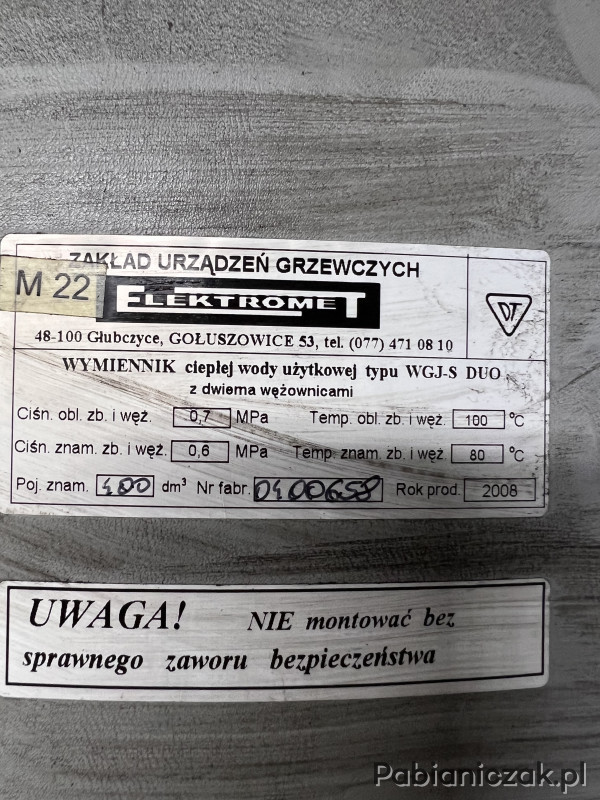 ZAKŁAD URZĄDZEŃ GRZEWCZYCH
M 22
ELEKTROMET
DT
48-100 Głubczyce, GOŁUSZOWICE 53, tel. (077) 471 08 10
WYMIENNIK ciepłej wody użytkowej typu WGJ-S DUO
z dwiema wężownicami
Ciśn. obl. zb. i węż. 0,7 MPa Temp. obl. zb. i węż. 100 °C
Ciśn. znam. zb. i węż. 0,6 MPa Temp. znam. zb. i węż 80 °C
Poj. znam. 400 dm³ Nr fabr. 0400658 Rok prod. 2008
UWAGA! NIE montować bez
sprawnego zaworu bezpieczeństwa
Pabianiczak.pl